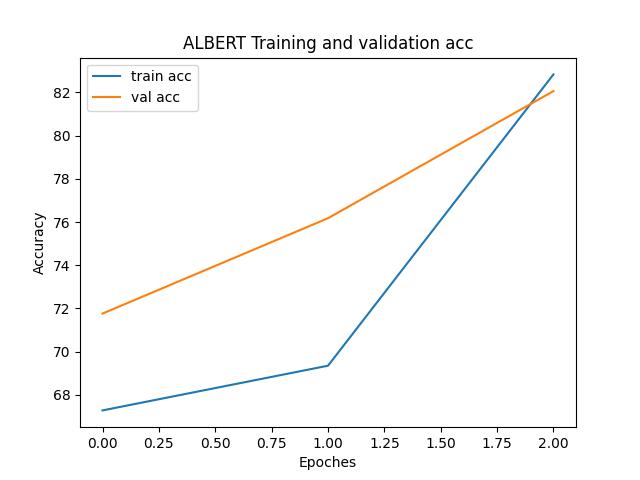 ALBERT Training and validation acc
train acc
val acc
82
80
78
76
74
72
70
68
Accuracy
0.00 0.25 0.50 0.75 1.00 1.25 1.50 1.75 2.00
Epoches